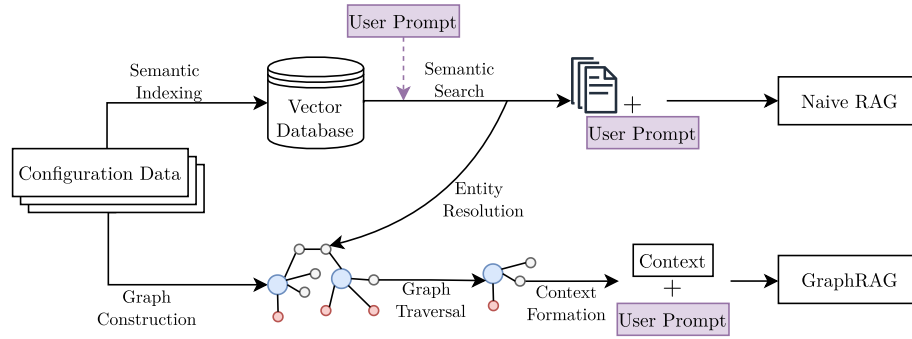 User Prompt
Semantic
Indexing
Vector
Database
Semantic
Search
+
User Prompt
Naive RAG
Configuration Data
Entity
Resolution
Graph
Construction
Graph
Traversal
Context
Formation
Context
+
User Prompt
GraphRAG